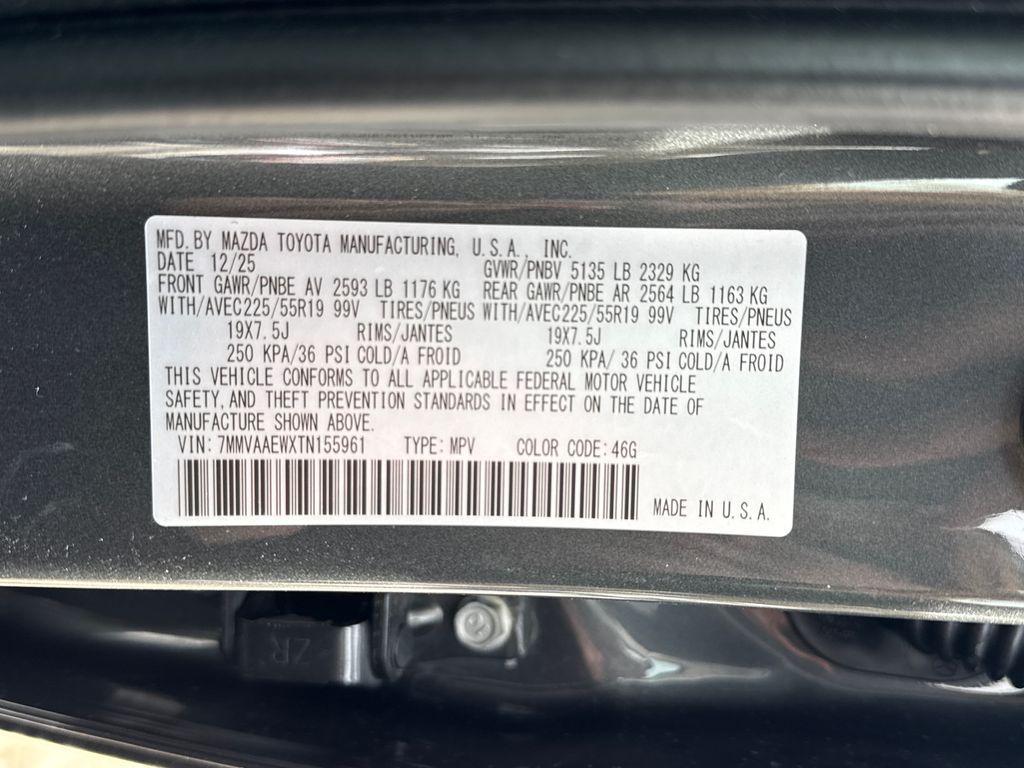 MFD. BY MAZDA TOYOTA MANUFACTURING, U.S.A., INC.
DATE 12/25 GVWR/PNBV 5135 LB 2329 KG
FRONT GAWR/PNBE AV 2593 LB 1176 KG REAR GAWR/PNBE AR 2564 LB 1163 KG
WITH/AVEC225/55R19 99V TIRES/PNEUS WITH/AVEC225/55R19 99V TIRES/PNEUS
19X7.5J RIMS/JANTES 19X7.5J RIMS/JANTES
250 KPA/36 PSI COLD/A FROID 250 KPA/ 36 PSI COLD/A FROID
THIS VEHICLE CONFORMS TO ALL APPLICABLE FEDERAL MOTOR VEHICLE
SAFETY, AND THEFT PREVENTION STANDARDS IN EFFECT ON THE DATE OF
MANUFACTURE SHOWN ABOVE.
VIN: 7MMVAAEWXTN155961 TYPE: MPV COLOR CODE: 46G
MADE IN U.S.A.
ZR